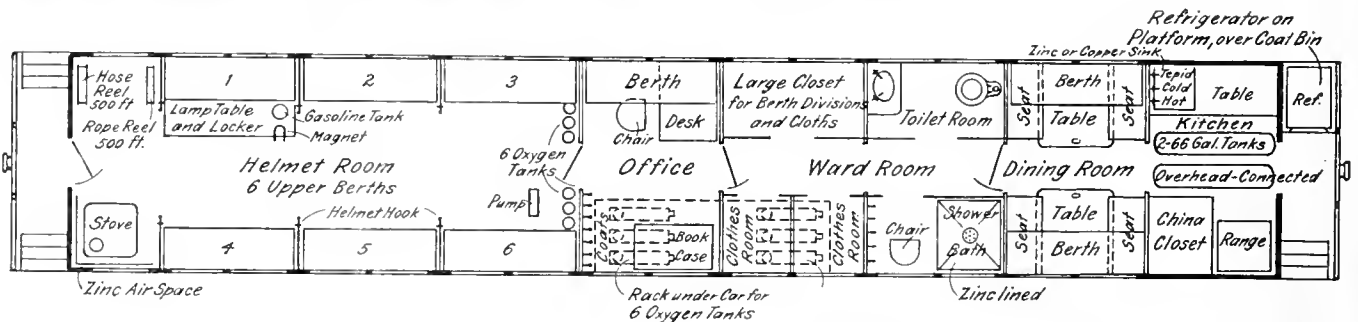 Refrigerator on
Platform, over Coal Bin
Hose
Reel
500 ft
Rope Reel
500 ft.
1
Lamp Table
and Locker
2
Gasoline Tank
Magnet
3
6 Oxygen
Tanks
Berth
Chair
Desk
Large Closet
for Berth Divisions
and Cloths
Toilet Room
Zinc or Copper Sink
Seat
Berth
Table
Seat
Tepid
Cold
Hot
Table
Ref.
Kitchen
2-66 Gal. Tanks
Overhead-Connected
Helmet Room
6 Upper Berths
Office
Ward Room
Dining Room
Pump
Stove
Helmet Hook
4
5
6
Book
Case
Clothes
Room
Clothes
Room
Chair
Shower
Bath
Seat
Table
Berth
Seat
China
Closet
Range
Zinc Air Space
Rack under Car for
6 Oxygen Tanks
Zinc lined